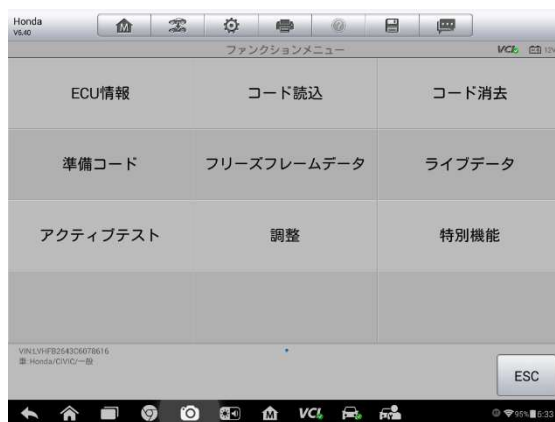 Honda
V6.40
ファンクションメニュー
VCI 12V
ECU情報 コード読込 コード消去
準備コード フリーズフレームデータ ライブデータ
アクティブテスト 調整 特別機能
VIN:LVHFB2643C6078616
車: Honda/CIVIC/一般
ESC
VCI 95% 6:33